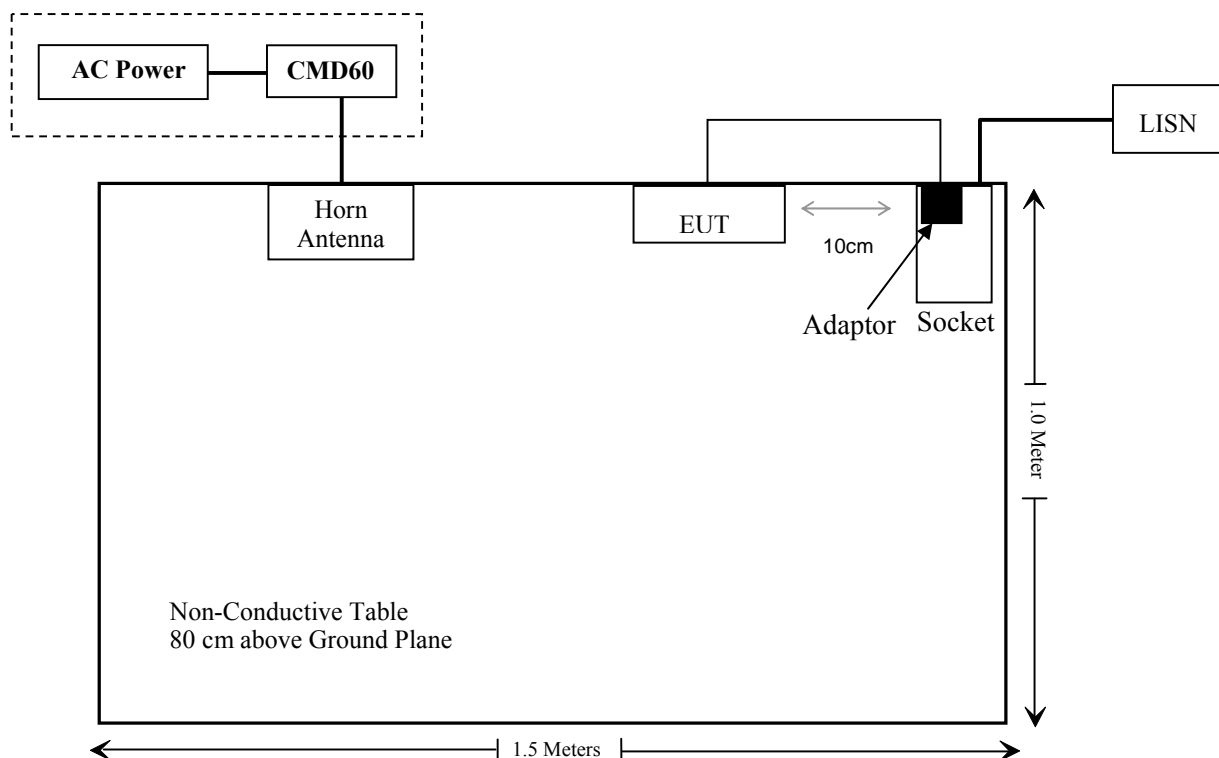 AC Power
CMD60
LISN
Horn
Antenna
EUT
10cm
Adaptor
Socket
1.0 Meter
Non-Conductive Table
80 cm above Ground Plane
1.5 Meters